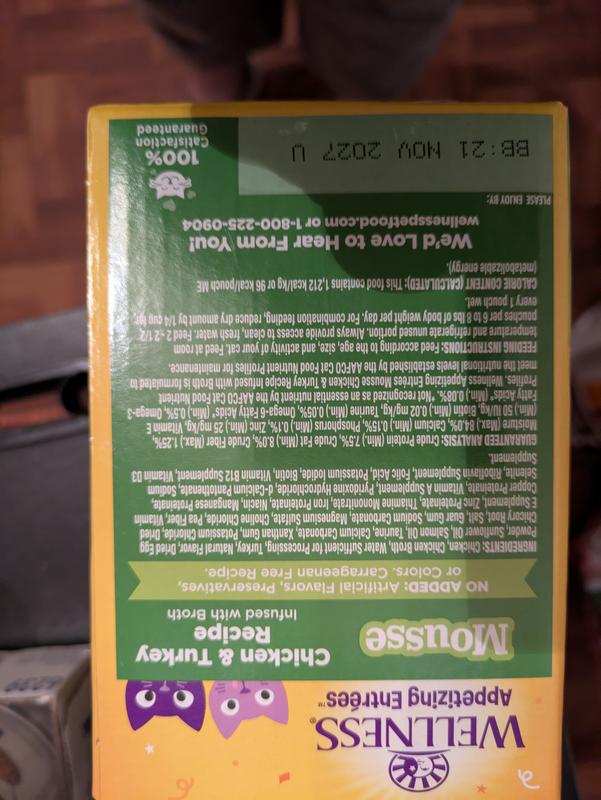 WELLNESS®
Appetizing Entrées™
Mousse
Chicken & Turkey
Recipe
Infused with Broth
NO ADDED: Artificial Flavors, Preservatives,
or Colors. Carrageenan Free Recipe.
INGREDIENTS: Chicken, Chicken Broth, Water Sufficient for Processing, Turkey, Natural Flavor, Dried Egg
Powder, Sunflower Oil, Salmon Oil, Taurine, Calcium Carbonate, Xanthan Gum, Potassium Chloride, Dried
Chicory Root, Salt, Guar Gum, Sodium Carbonate, Magnesium Sulfate, Choline Chloride, Pea Fiber, Vitamin
E Supplement, Zinc Proteinate, Thiamine Mononitrate, Iron Proteinate, Niacin, Manganese Proteinate,
Copper Proteinate, Vitamin A Supplement, Pyridoxine Hydrochloride, d-Calcium Pantothenate, Sodium
Selenite, Riboflavin Supplement, Folic Acid, Potassium Iodide, Biotin, Vitamin B12 Supplement, Vitamin D3
Supplement.
GUARANTEED ANALYSIS: Crude Protein (Min.) 7.5%, Crude Fat (Min.) 8.0%, Crude Fiber (Max.) 1.25%,
Moisture (Max.) 84.0%, Calcium (Min.) 0.15%, Phosphorus (Min.) 0.1%, Zinc (Min.) 25 mg/kg, Vitamin E
(Min.) 50 IU/kg, Biotin (Min.) 0.02 mg/kg, Taurine (Min.) 0.05%, Omega-6 Fatty Acids* (Min.) 0.5%, Omega-3
Fatty Acids* (Min.) 0.08%. *Not recognized as an essential nutrient by the AAFCO Cat Food Nutrient
Profiles. Wellness Appetizing Entrées Mousse Chicken & Turkey Recipe Infused with Broth is formulated to
meet the nutritional levels established by the AAFCO Cat Food Nutrient Profiles for maintenance.
FEEDING INSTRUCTIONS: Feed according to the age, size, and activity of your cat. Feed at room
temperature and refrigerate unused portion. Always provide access to clean, fresh water. Feed 2 - 2 1/2
pouches per 6 to 8 lbs of body weight per day. For combination feeding, reduce dry amount by 1/4 cup for
every 1 pouch wet.
CALORIE CONTENT (CALCULATED): This food contains 1,212 kcal/kg or 96 kcal/pouch ME
(metabolizable energy).
We'd Love to Hear From You!
wellnesspetfood.com or 1-800-225-0904
PLEASE ENJOY BY:
BB:21 NOV 2027 U
100%
Catisfaction
Guaranteed